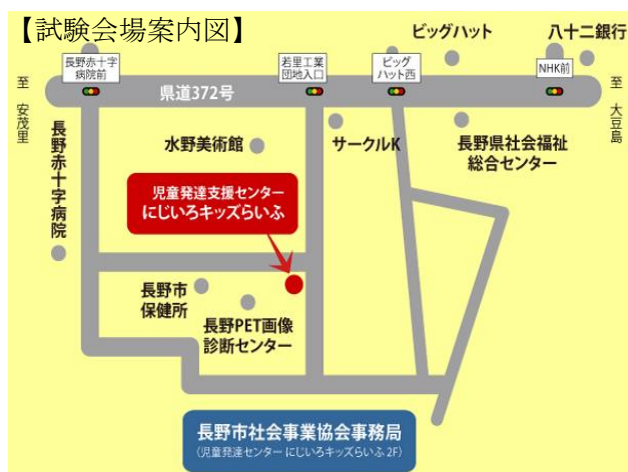 【試験会場案内図】
ビッグハット
八十二銀行
長野赤十字
病院前
若里工業
団地入口
ビッグ
ハット西
NHK前
至 安茂里
県道372号
至 大豆島
長野赤十字病院
水野美術館
サークルK
長野県社会福祉
総合センター
児童発達支援センター
にじいろキッズらいふ
長野市
保健所
長野PET画像
診断センター
長野市社会事業協会事務局
(児童発達センター にじいろキッズらいふ 2F)